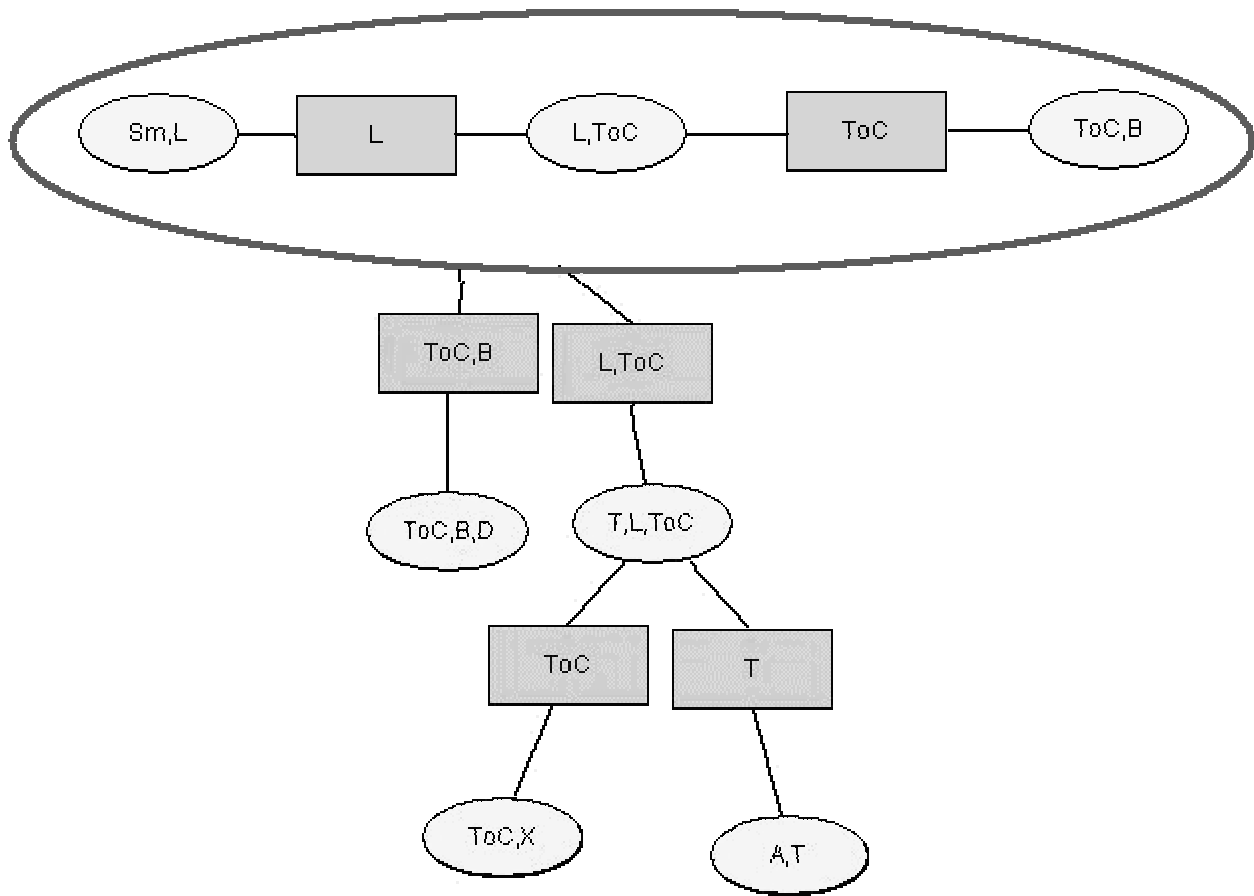 Sm,L
L
L,ToC
ToC
ToC,B
ToC,B
L,ToC
ToC,B,D
T,L,ToC
ToC
T
ToC,X
A,T